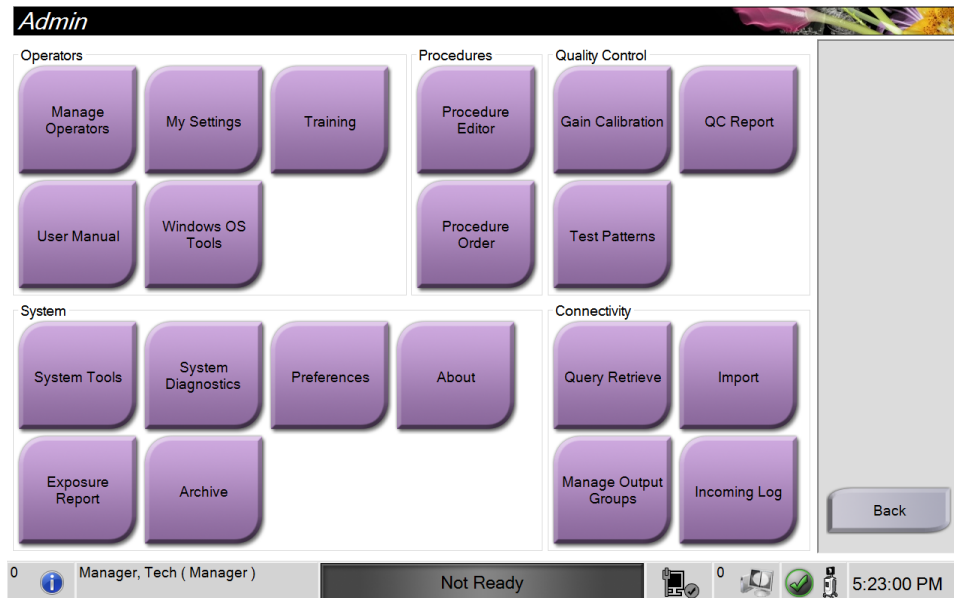 Admin
Operators
Procedures
Quality Control
Manage
Operators
My Settings
Training
Procedure
Editor
Gain Calibration
QC Report
User Manual
Windows OS
Tools
Procedure
Order
Test Patterns
System
Connectivity
System Tools
System
Diagnostics
Preferences
About
Query Retrieve
Import
Exposure
Report
Archive
Manage Output
Groups
Incoming Log
Back
0
Manager, Tech ( Manager )
Not Ready
0
5:23:00 PM